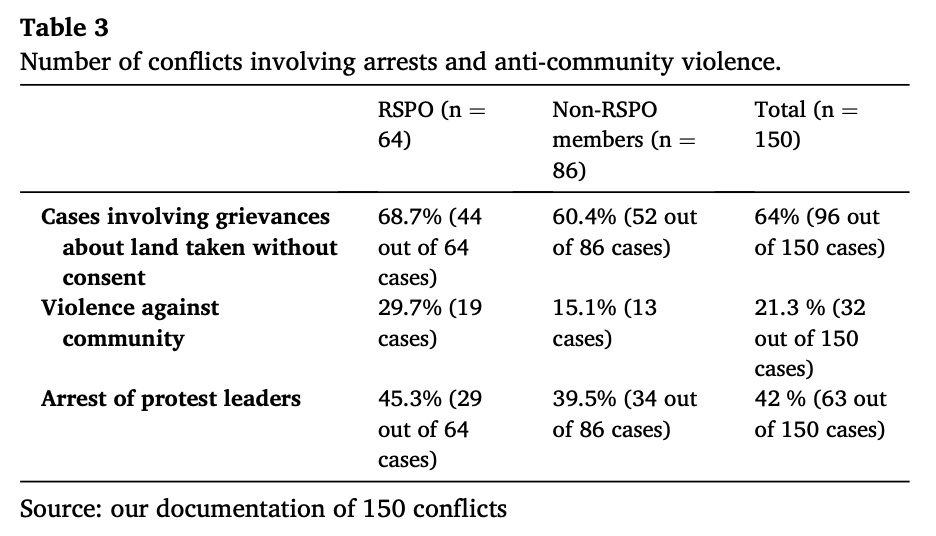 Table 3
Number of conflicts involving arrests and anti-community violence.
RSPO (n = 64) Non-RSPO members (n = 86) Total (n = 150)
Cases involving grievances about land taken without consent 68.7% (44 out of 64 cases) 60.4% (52 out of 86 cases) 64% (96 out of 150 cases)
Violence against community 29.7% (19 cases) 15.1% (13 cases) 21.3 % (32 out of 150 cases)
Arrest of protest leaders 45.3% (29 out of 64 cases) 39.5% (34 out of 86 cases) 42 % (63 out of 150 cases)
Source: our documentation of 150 conflicts